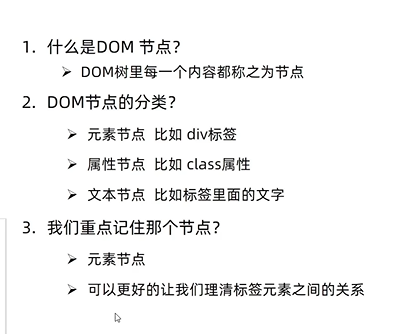 1. 什么是DOM 节点?
➢ DOM树里每一个内容都称之为节点
2. DOM节点的分类?
➢ 元素节点 比如 div标签
➢ 属性节点 比如 class属性
➢ 文本节点 比如标签里面的文字
3. 我们重点记住那个节点?
➢ 元素节点
➢ 可以更好的让我们理清标签元素之间的关系